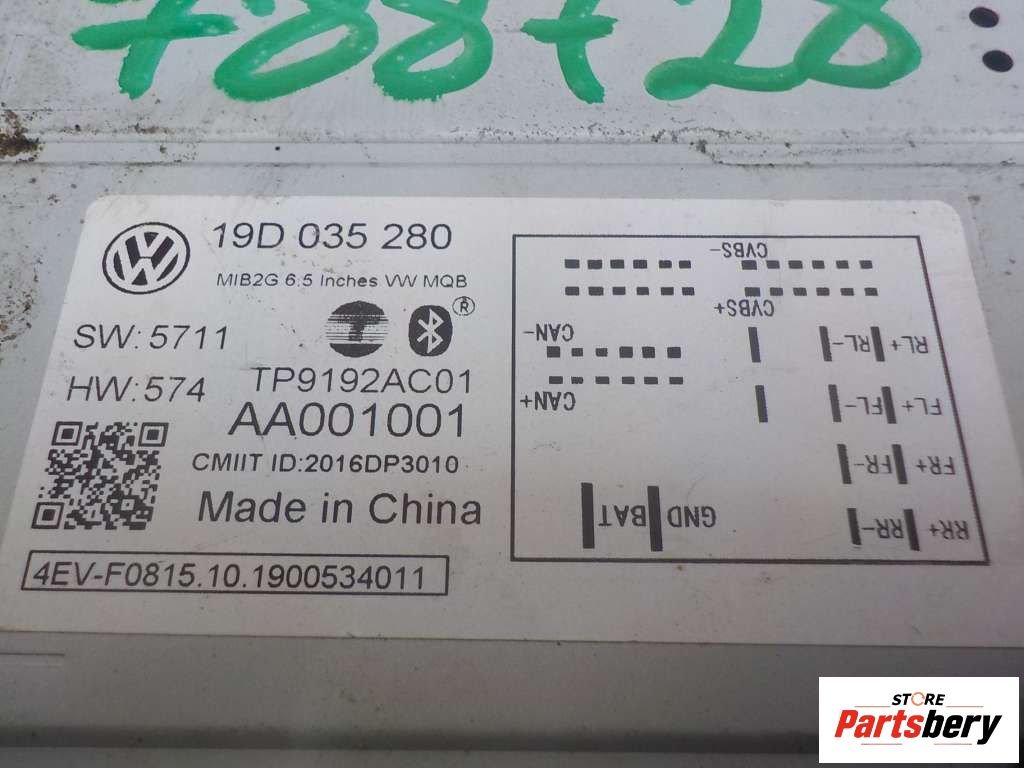 788728
19D 035 280
MIB2G 6.5 Inches VW MQB
SW: 5711
HW: 574
TP9192AC01
AA001001
CMIIT ID:2016DP3010
Made in China
4EV-F0815.10.1900534011
CVBS-
CVBS+
CAN-
CAN+
RL- RL+
FL- FL+
FR- FR+
BAT GND
RR- RR+
STORE
Partsbery